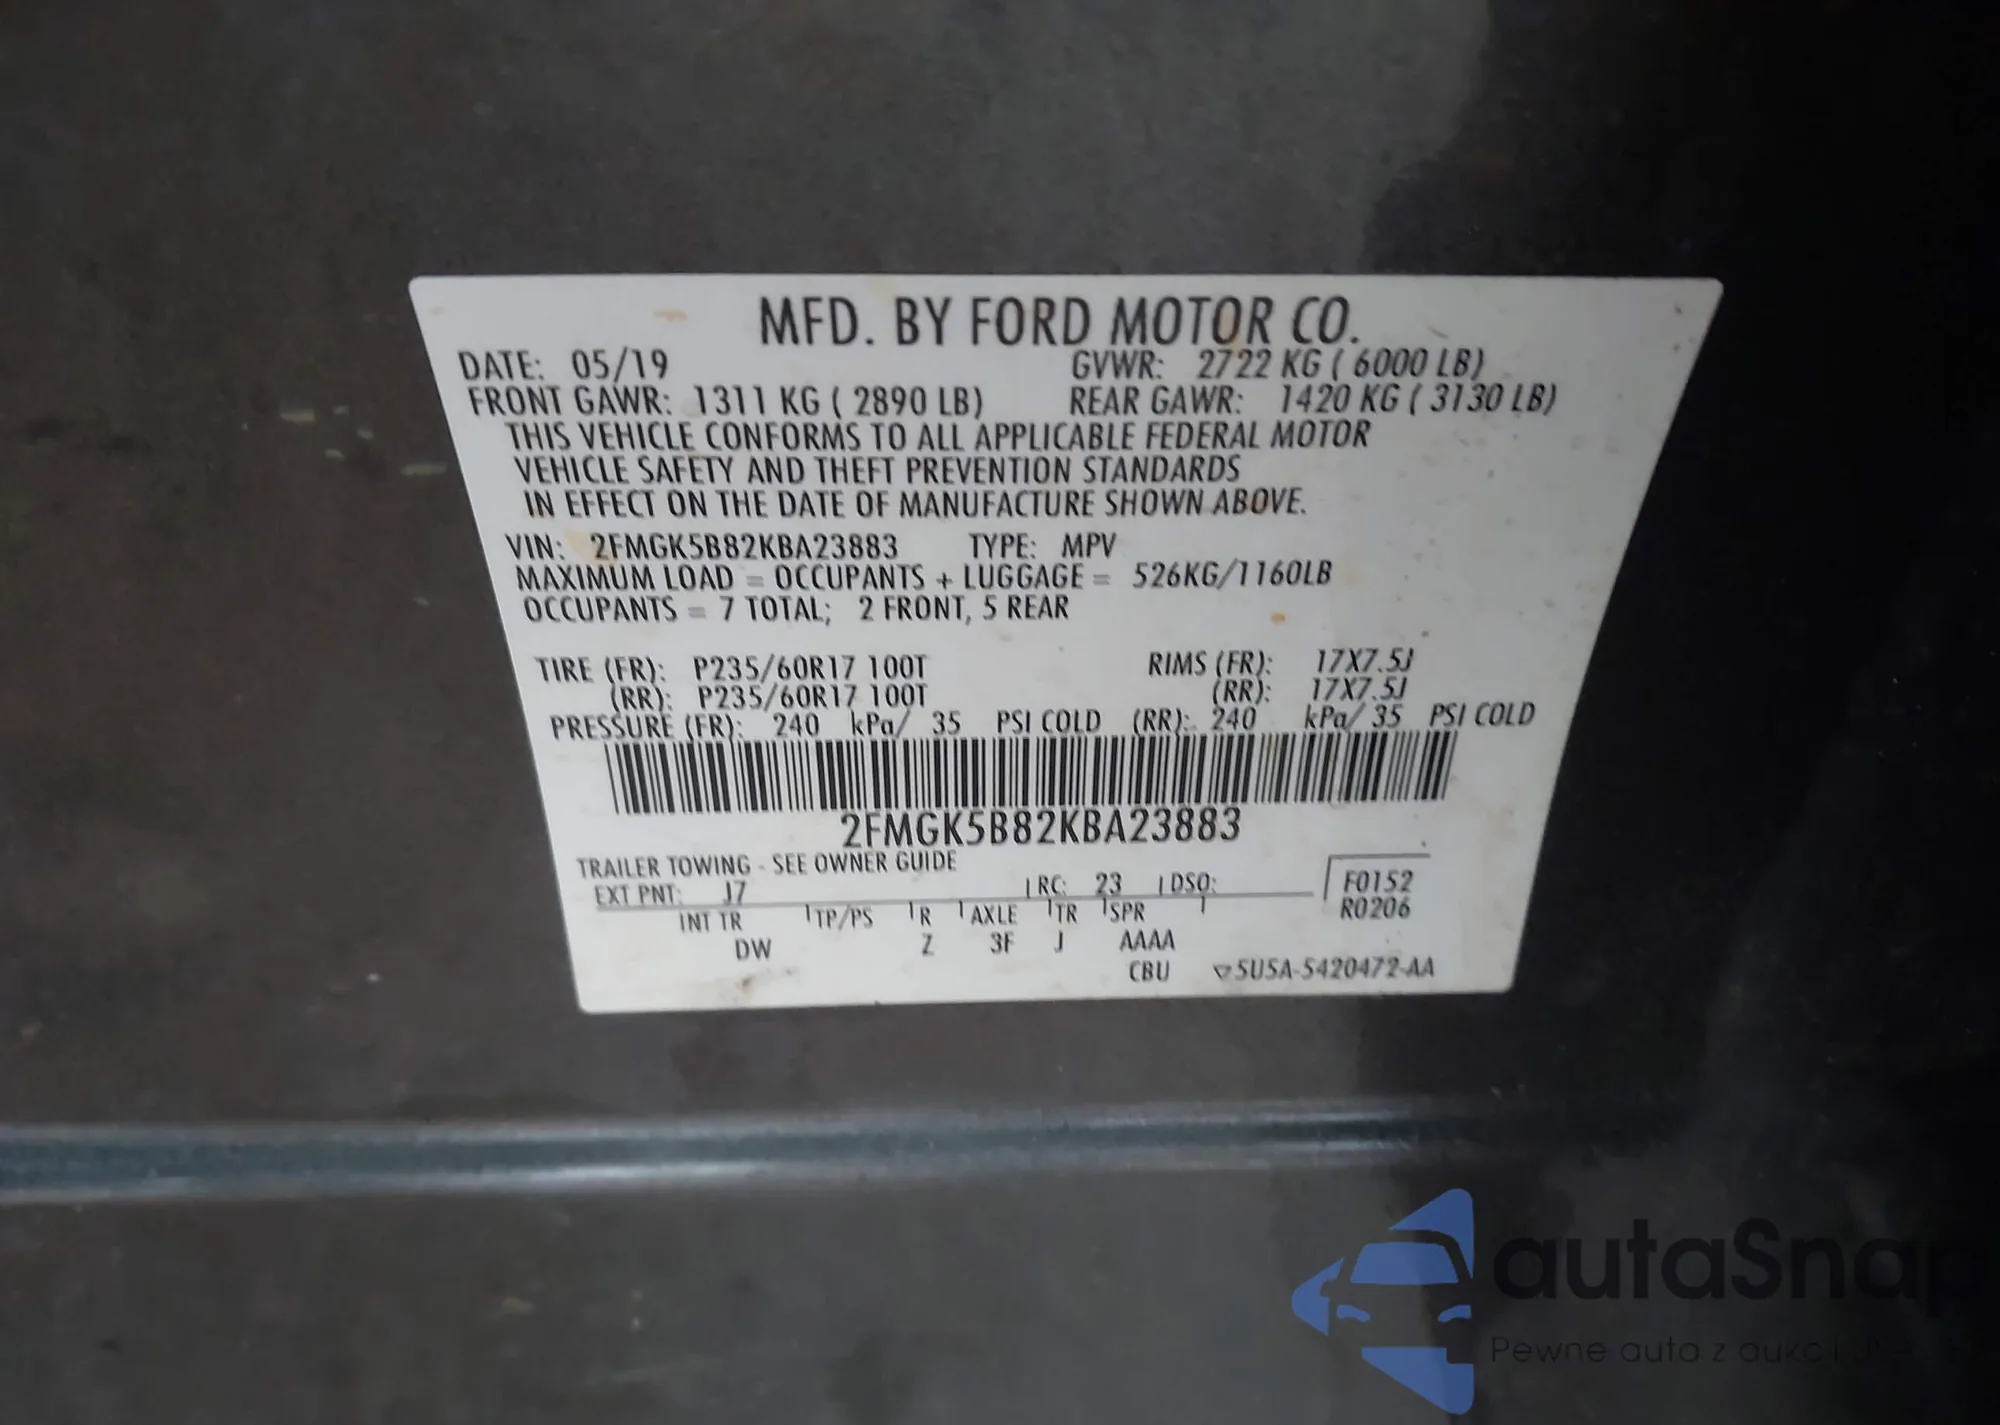 MFD. BY FORD MOTOR CO.
DATE: 05/19 GVWR: 2722 KG ( 6000 LB)
FRONT GAWR: 1311 KG ( 2890 LB) REAR GAWR: 1420 KG ( 3130 LB)
THIS VEHICLE CONFORMS TO ALL APPLICABLE FEDERAL MOTOR
VEHICLE SAFETY AND THEFT PREVENTION STANDARDS
IN EFFECT ON THE DATE OF MANUFACTURE SHOWN ABOVE.
VIN: 2FMGK5B82KBA23883 TYPE: MPV
MAXIMUM LOAD = OCCUPANTS + LUGGAGE = 526KG/1160LB
OCCUPANTS = 7 TOTAL; 2 FRONT, 5 REAR
TIRE (FR): P235/60R17 100T RIMS (FR): 17X7.5J
(RR): P235/60R17 100T (RR): 17X7.5J
PRESSURE (FR): 240 kPa/ 35 PSI COLD (RR): 240 kPa/ 35 PSI COLD
2FMGK5B82KBA23883
TRAILER TOWING - SEE OWNER GUIDE
EXT PNT: J7 RC: 23 DSO: F0152
INT TR TP/PS R AXLE TR SPR R0206
DW Z 3F J AAAA
CBU ▽5U5A-5420472-AA
autaSnap
Pewne auta z aukcji